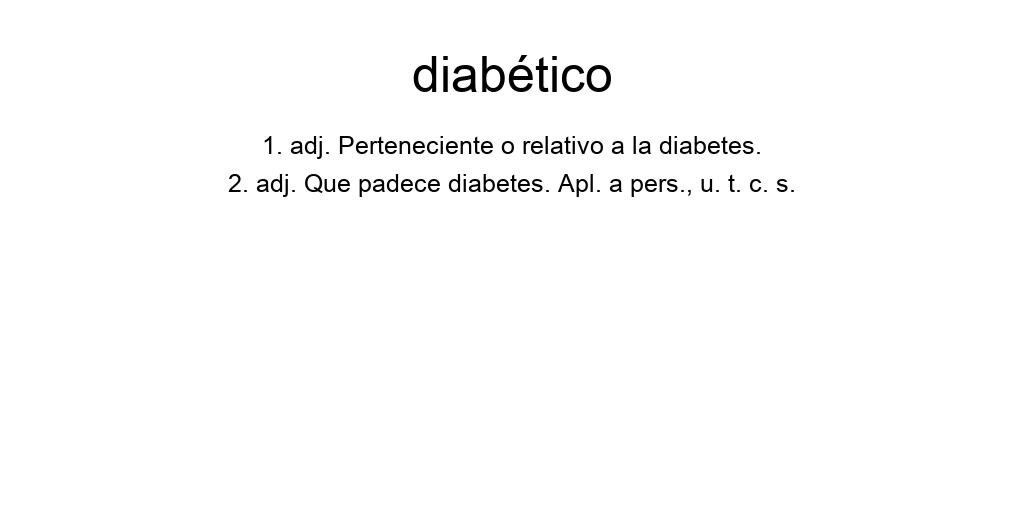 diabético
1. adj. Perteneciente o relativo a la diabetes.
2. adj. Que padece diabetes. Apl. a pers., u. t. c. s.